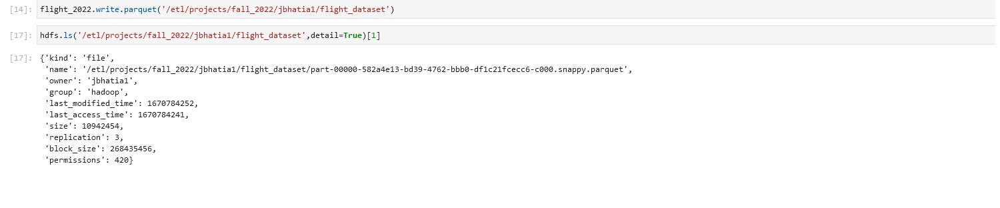 [14]: flight_2022.write.parquet('/etl/projects/fall_2022/jbhatia1/flight_dataset')
[17]: hdfs.ls('/etl/projects/fall_2022/jbhatia1/flight_dataset',detail=True)[1]
[17]: {'kind': 'file',
'name': '/etl/projects/fall_2022/jbhatia1/flight_dataset/part-00000-582a4e13-bd39-4762-bbb0-df1c21fcecc6-c000.snappy.parquet',
'owner': 'jbhatia1',
'group': 'hadoop',
'last_modified_time': 1670784252,
'last_access_time': 1670784241,
'size': 10942454,
'replication': 3,
'block_size': 268435456,
'permissions': 420}